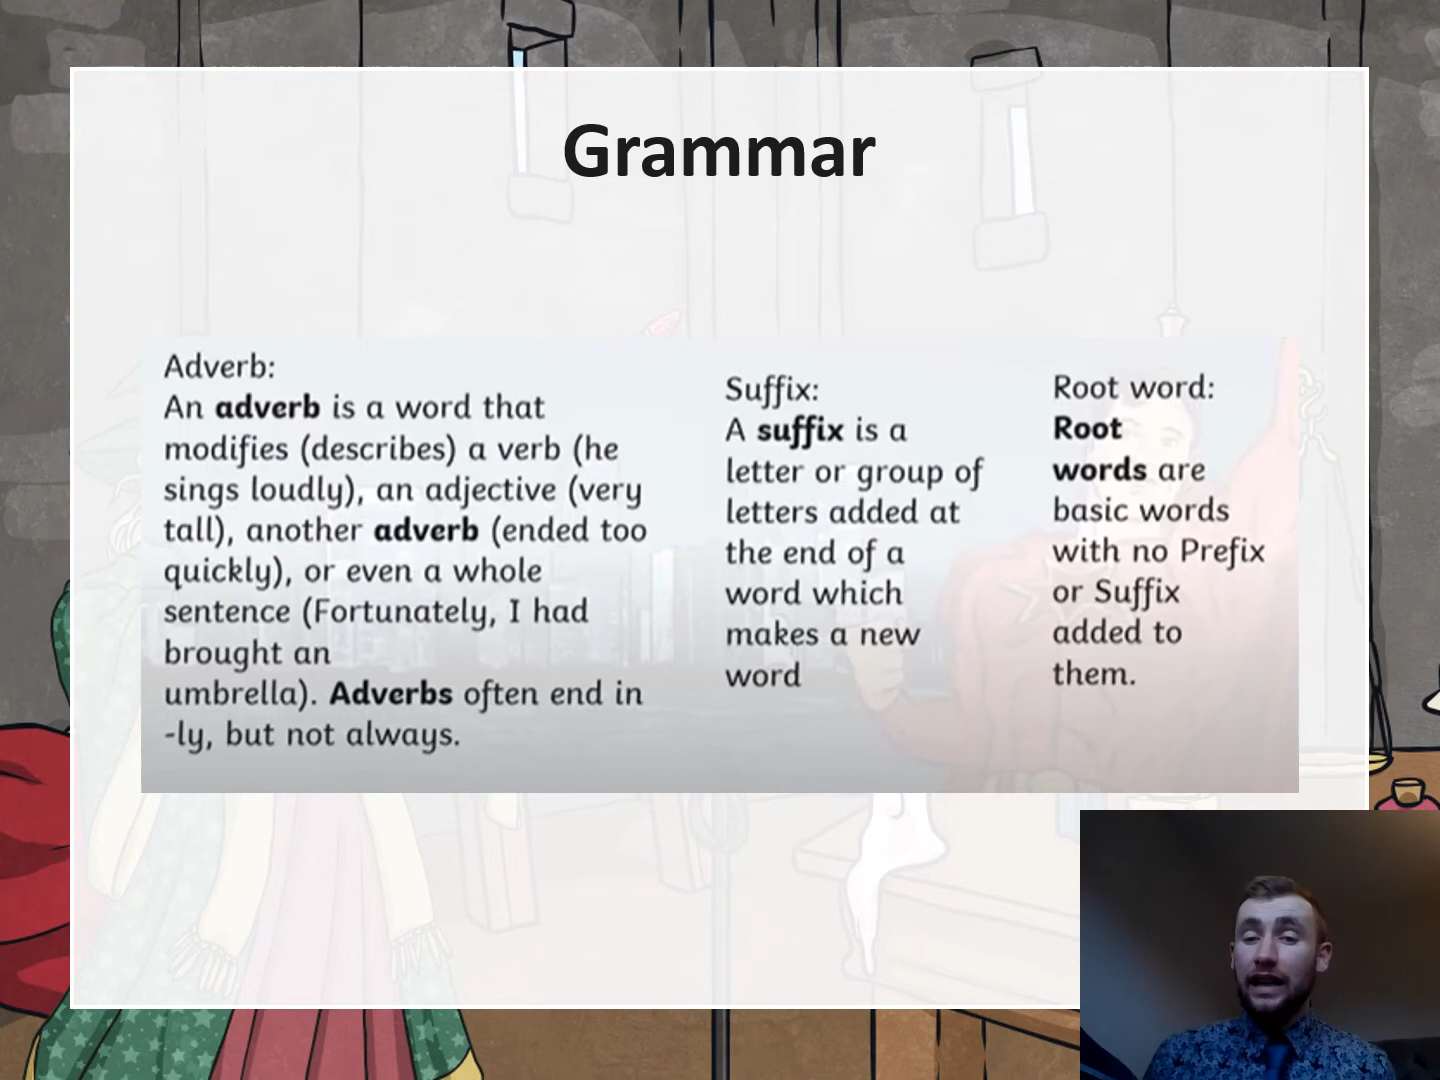 Grammar
Adverb:
An adverb is a word that
modifies (describes) a verb (he
sings loudly), an adjective (very
tall), another adverb (ended too
quickly), or even a whole
sentence (Fortunately, I had
brought an
umbrella). Adverbs often end in
-ly, but not always.
Suffix:
A suffix is a
letter or group of
letters added at
the end of a
word which
makes a new
word
Root word:
Root
words are
basic words
with no Prefix
or Suffix
added to
them.